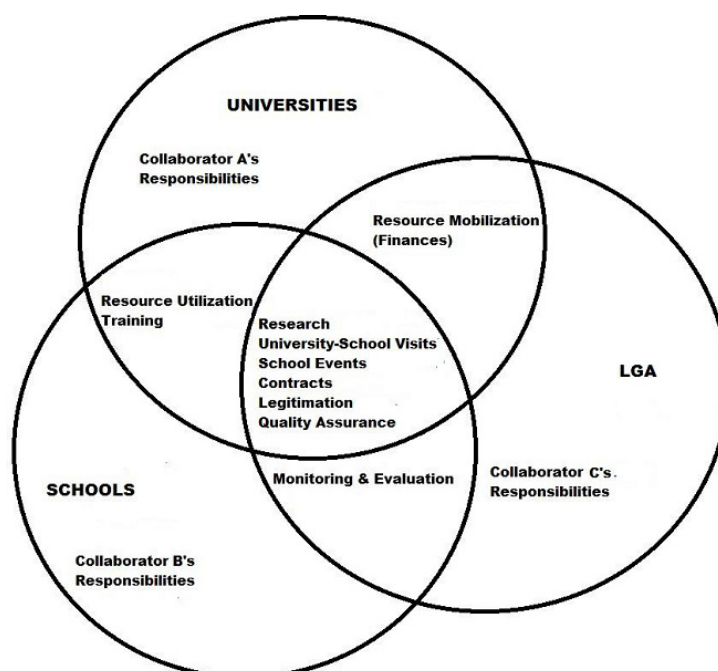 UNIVERSITIES
Collaborator A's
Responsibilities
Resource Mobilization
(Finances)
Resource Utilization
Training
Research
University-School Visits
School Events
Contracts
Legitimation
Quality Assurance
LGA
Monitoring & Evaluation
Collaborator C's
Responsibilities
SCHOOLS
Collaborator B's
Responsibilities